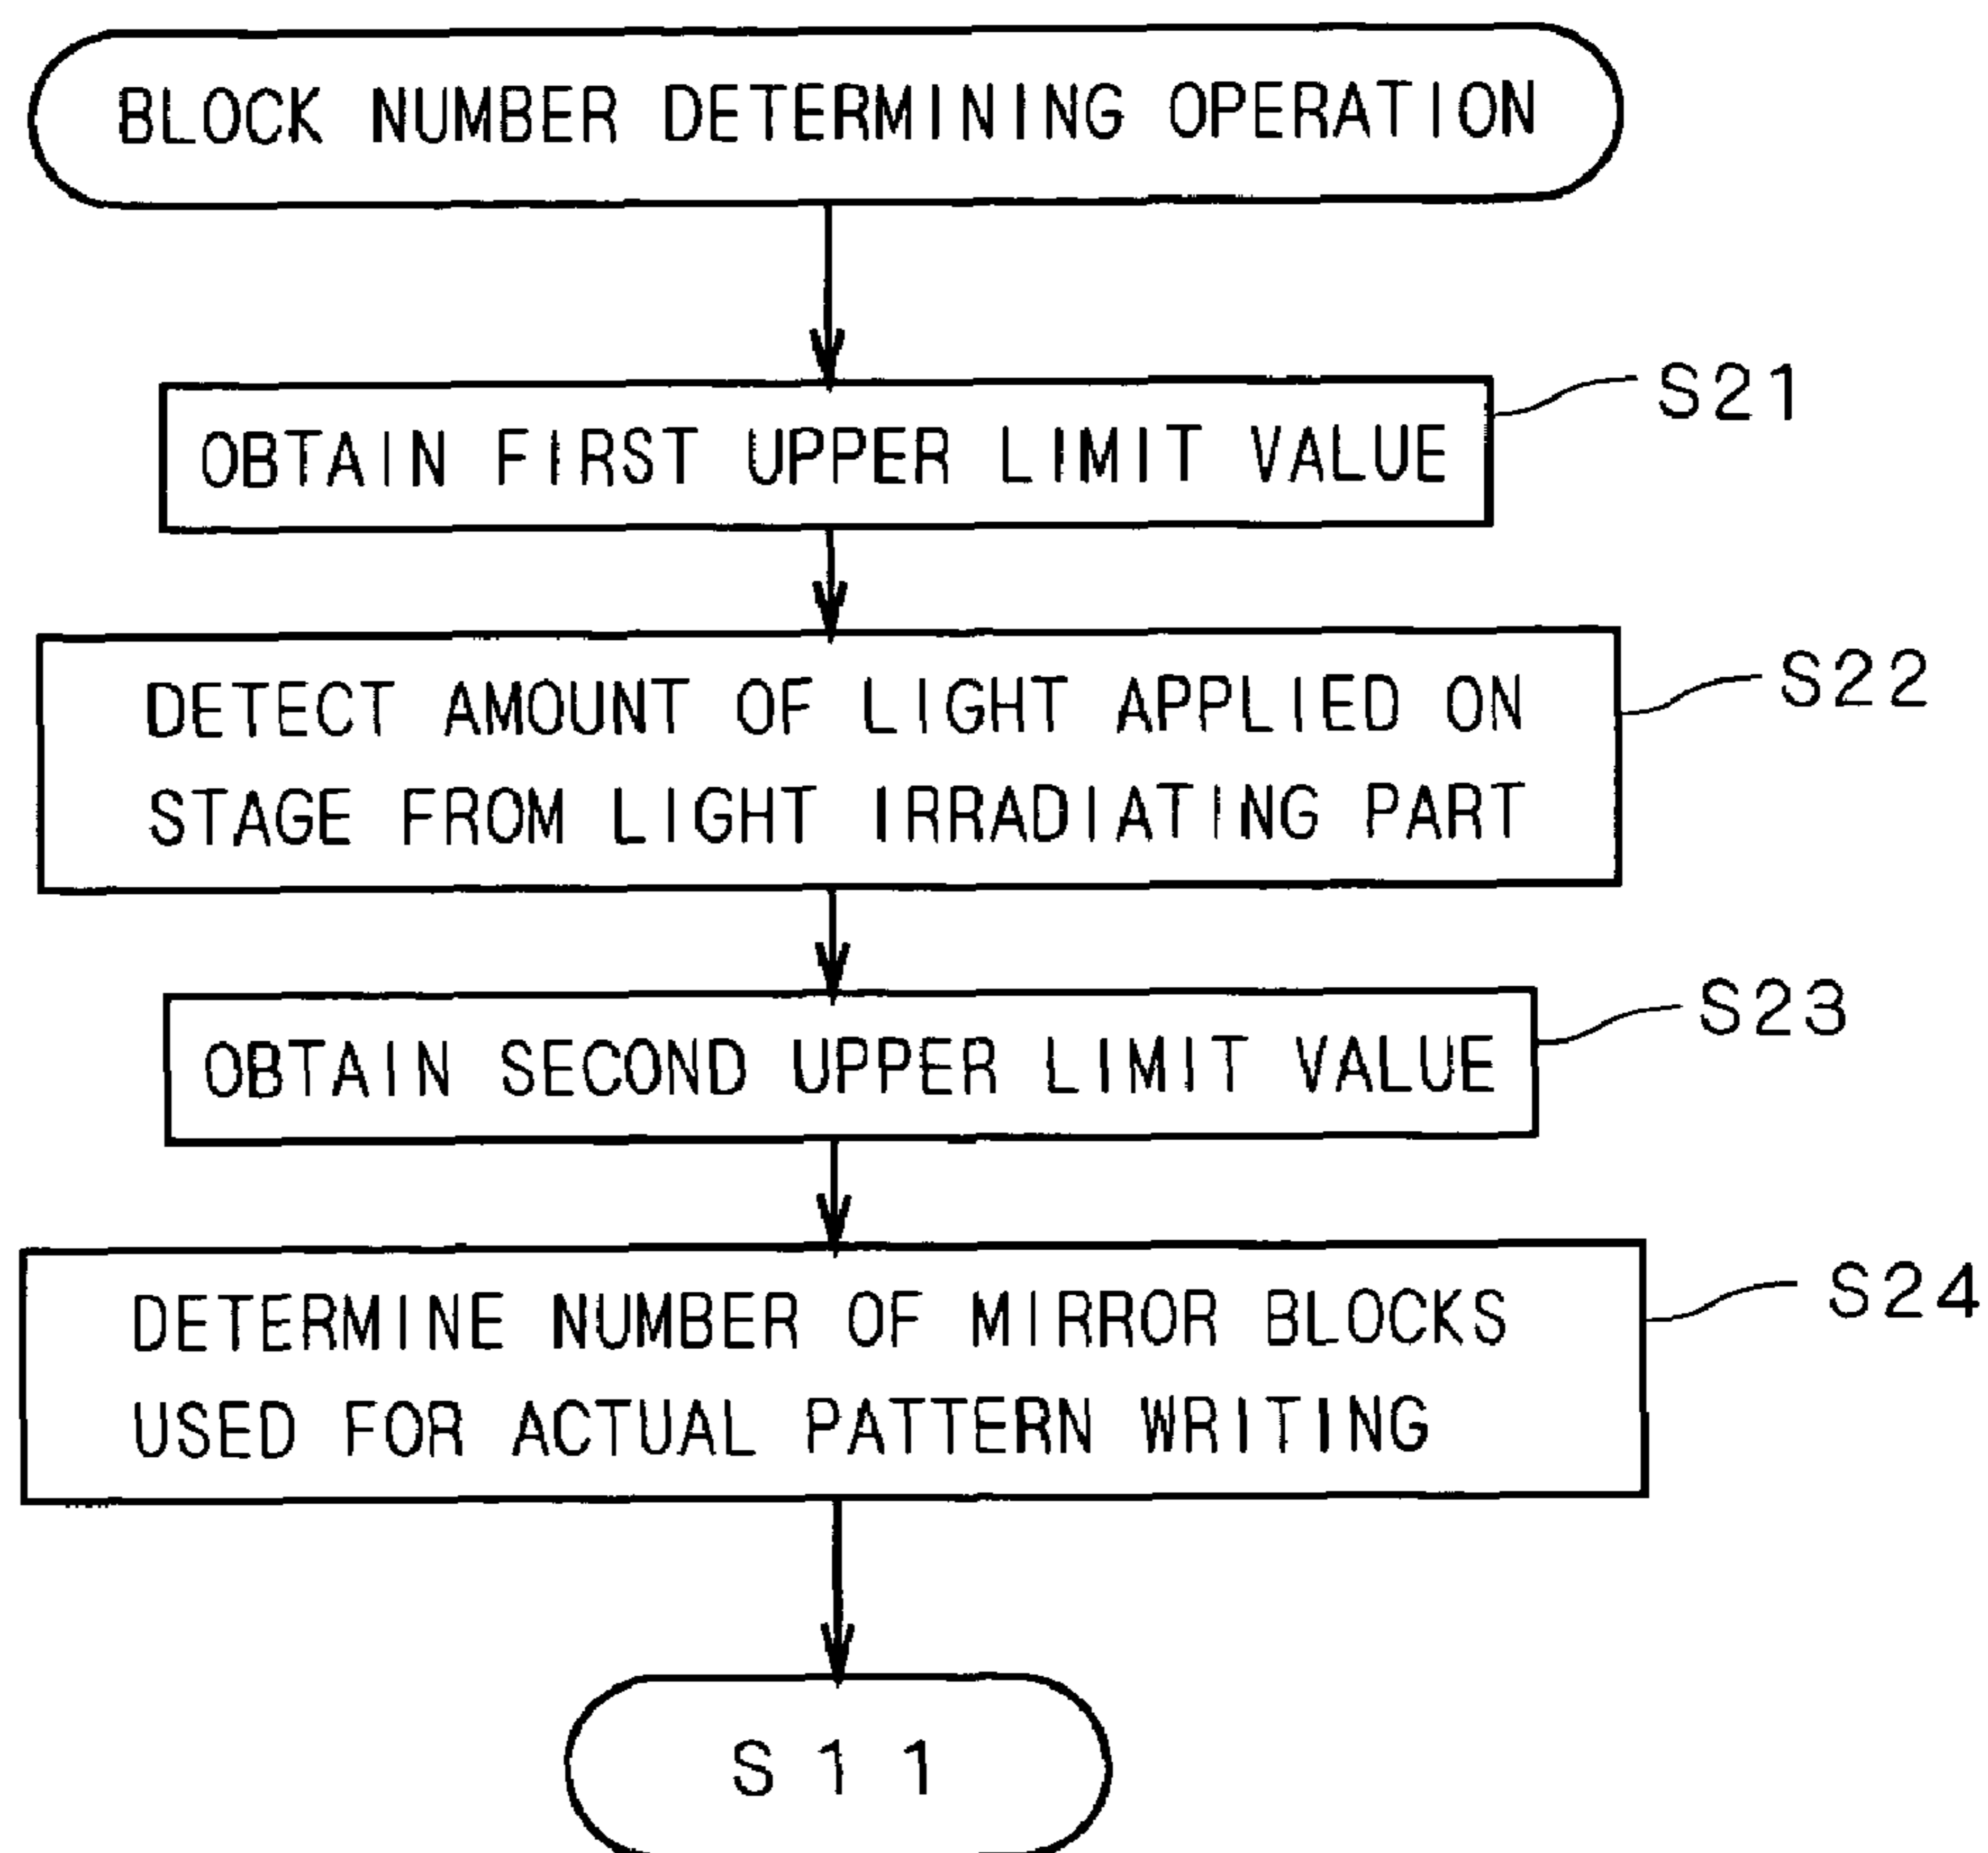 BLOCK NUMBER DETERMINING OPERATION
OBTAIN FIRST UPPER LIMIT VALUE
S21
DETECT AMOUNT OF LIGHT APPLIED ON
STAGE FROM LIGHT IRRADIATING PART
S22
OBTAIN SECOND UPPER LIMIT VALUE
S23
DETERMINE NUMBER OF MIRROR BLOCKS
USED FOR ACTUAL PATTERN WRITING
S24
S11